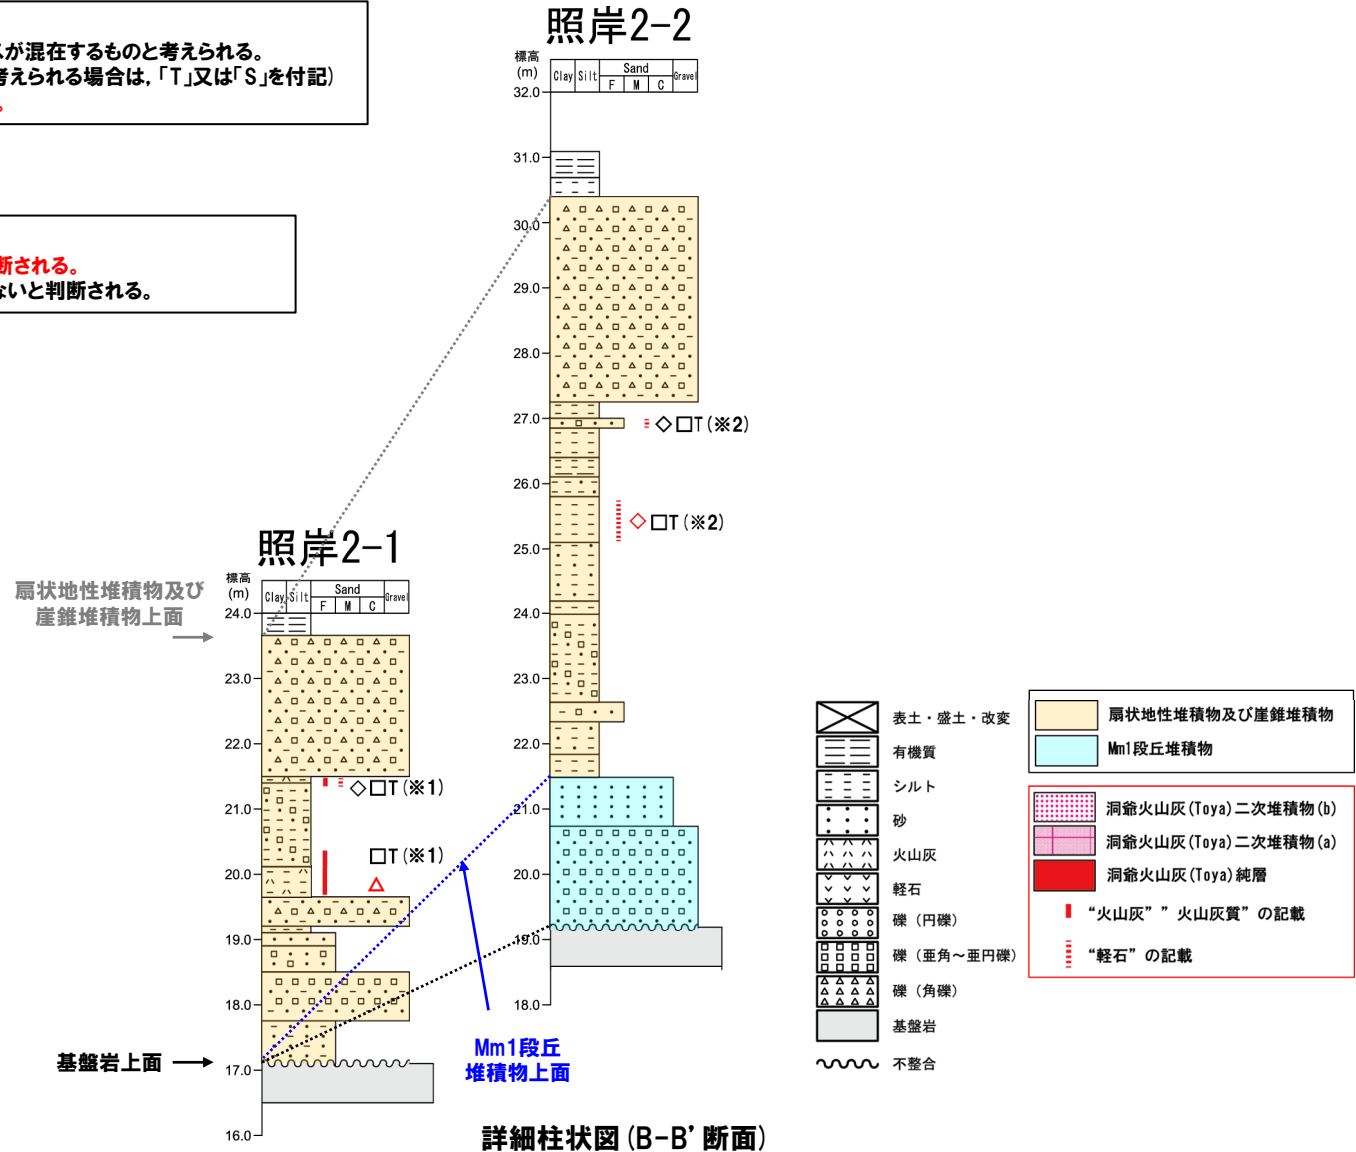 スが混在するものと考えられる。
考えられる場合は，「T」又は「S」を付記）
。
断される。
ないと判断される。
照岸2-2
標高
(m)
Clay Silt Sand Gravel
F M C
32.0
31.0
30.0
29.0
28.0
27.0
◇□T(※2)
26.0
◇□T(※2)
25.0
24.0
23.0
22.0
21.0
20.0
19.0
18.0
照岸2-1
標高
(m)
Clay Silt Sand Gravel
F M C
24.0
23.0
22.0
◇□T(※1)
21.0
□T(※1)
△
20.0
19.0
18.0
17.0
16.0
扇状地性堆積物及び
崖錐堆積物上面
基盤岩上面
Mm1段丘
堆積物上面
表土・盛土・改変
有機質
シルト
砂
火山灰
軽石
礫（円礫）
礫（亜角～亜円礫）
礫（角礫）
基盤岩
不整合
扇状地性堆積物及び崖錐堆積物
Mm1段丘堆積物
洞爺火山灰(Toya)二次堆積物(b)
洞爺火山灰(Toya)二次堆積物(a)
洞爺火山灰(Toya)純層
“火山灰”” 火山灰質”の記載
“軽石”の記載
詳細柱状図(B-B’断面)